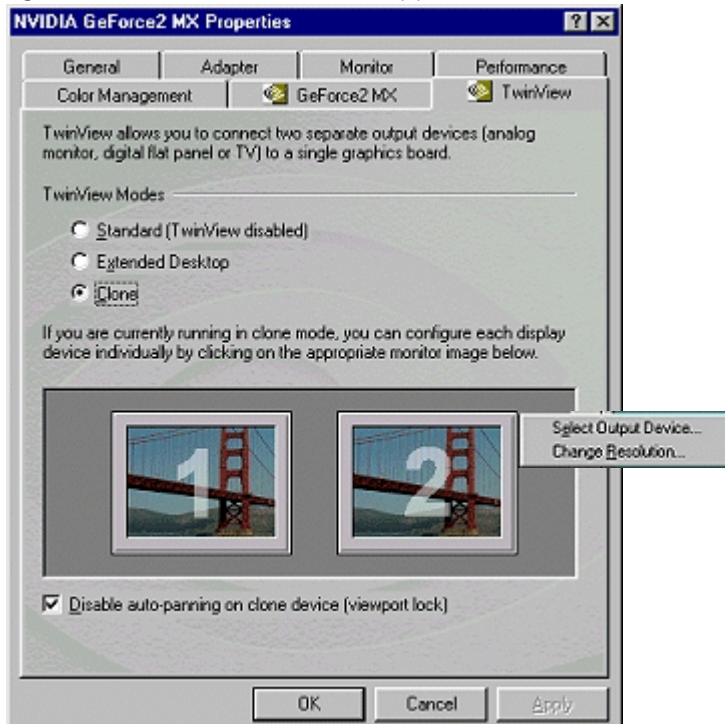 NVIDIA GeForce2 MX Properties
General Adapter Monitor Performance
Color Management GeForce2 MX TwinView
TwinView allows you to connect two separate output devices (analog
monitor, digital flat panel or TV) to a single graphics board.
TwinView Modes
Standard (TwinView disabled)
Extended Desktop
Clone
If you are currently running in clone mode, you can configure each display
device individually by clicking on the appropriate monitor image below.
1 2
Select Output Device...
Change Resolution...
Disable auto-panning on clone device (viewport lock)
OK Cancel Apply